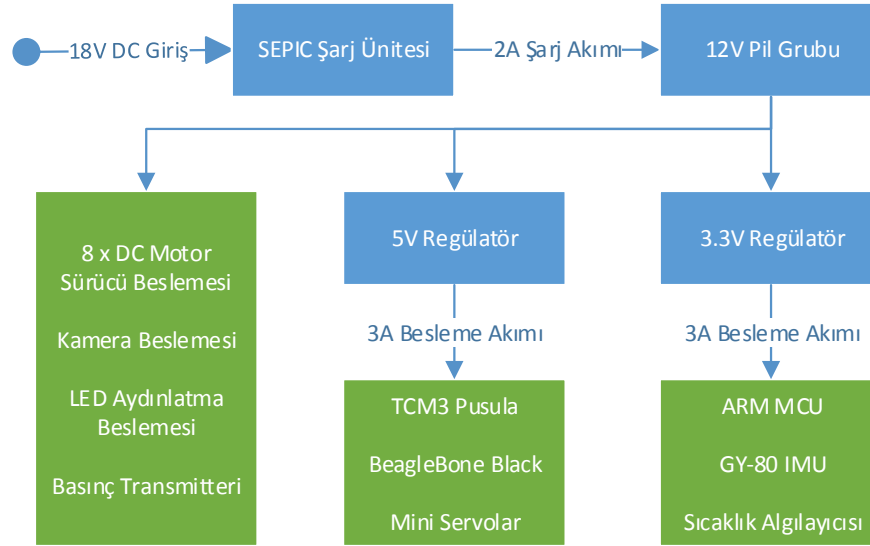 18V DC Giriş
SEPIC Şarj Ünitesi
2A Şarj Akımı
12V Pil Grubu
8 x DC Motor
Sürücü Beslemesi
Kamera Beslemesi
LED Aydınlatma
Beslemesi
Basınç Transmitteri
5V Regülatör
3A Besleme Akımı
TCM3 Pusula
BeagleBone Black
Mini Servolar
3.3V Regülatör
3A Besleme Akımı
ARM MCU
GY-80 IMU
Sıcaklık Algılayıcısı